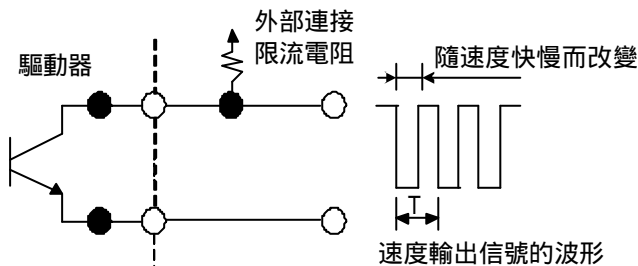 外部連接
限流電阻
驅動器
隨速度快慢而改變
T
速度輸出信號的波形